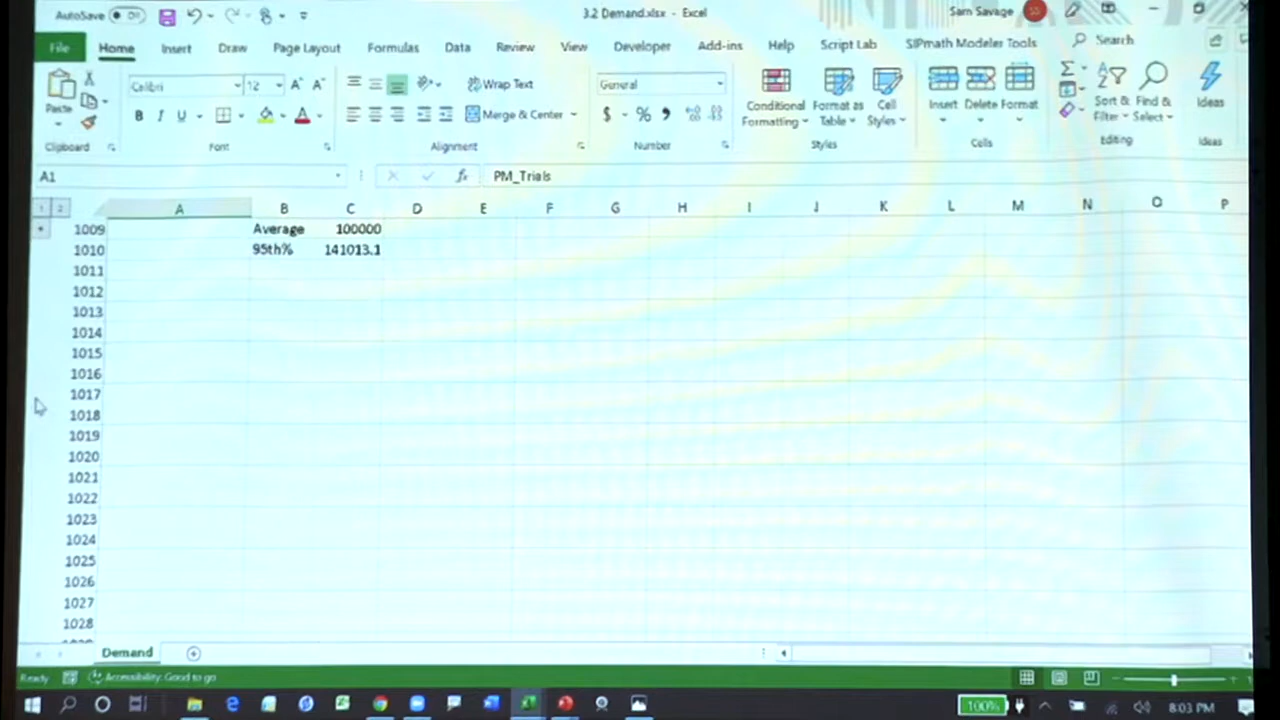 AutoSave Off 3.2 Demand.xlsx - Excel Sam Savage
File Home Insert Draw Page Layout Formulas Data Review View Developer Add-ins Help Script Lab SIPmath Modeler Tools Search
Paste Calibri 12 Wrap Text General Conditional Formatting Format as Table Cell Styles Insert Delete Format Sort & Filter Find & Select Ideas
B I U Merge & Center $ % 9
Clipboard Font Alignment Number Styles Cells Editing Ideas
A1 fx PM_Trials
1 2 A B C D E F G H I J K L M N O P
1009 Average 100000
1010 95th% 141013.1
1011
1012
1013
1014
1015
1016
1017
1018
1019
1020
1021
1022
1023
1024
1025
1026
1027
1028
Demand
Ready Accessibility: Good to go
100% 8:03 PM